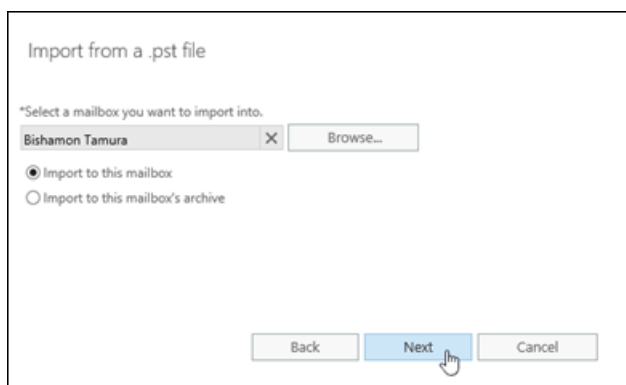 Import from a .pst file
*Select a mailbox you want to import into.
Bishamon Tamura
Browse...
Import to this mailbox
Import to this mailbox's archive
Back
Next
Cancel